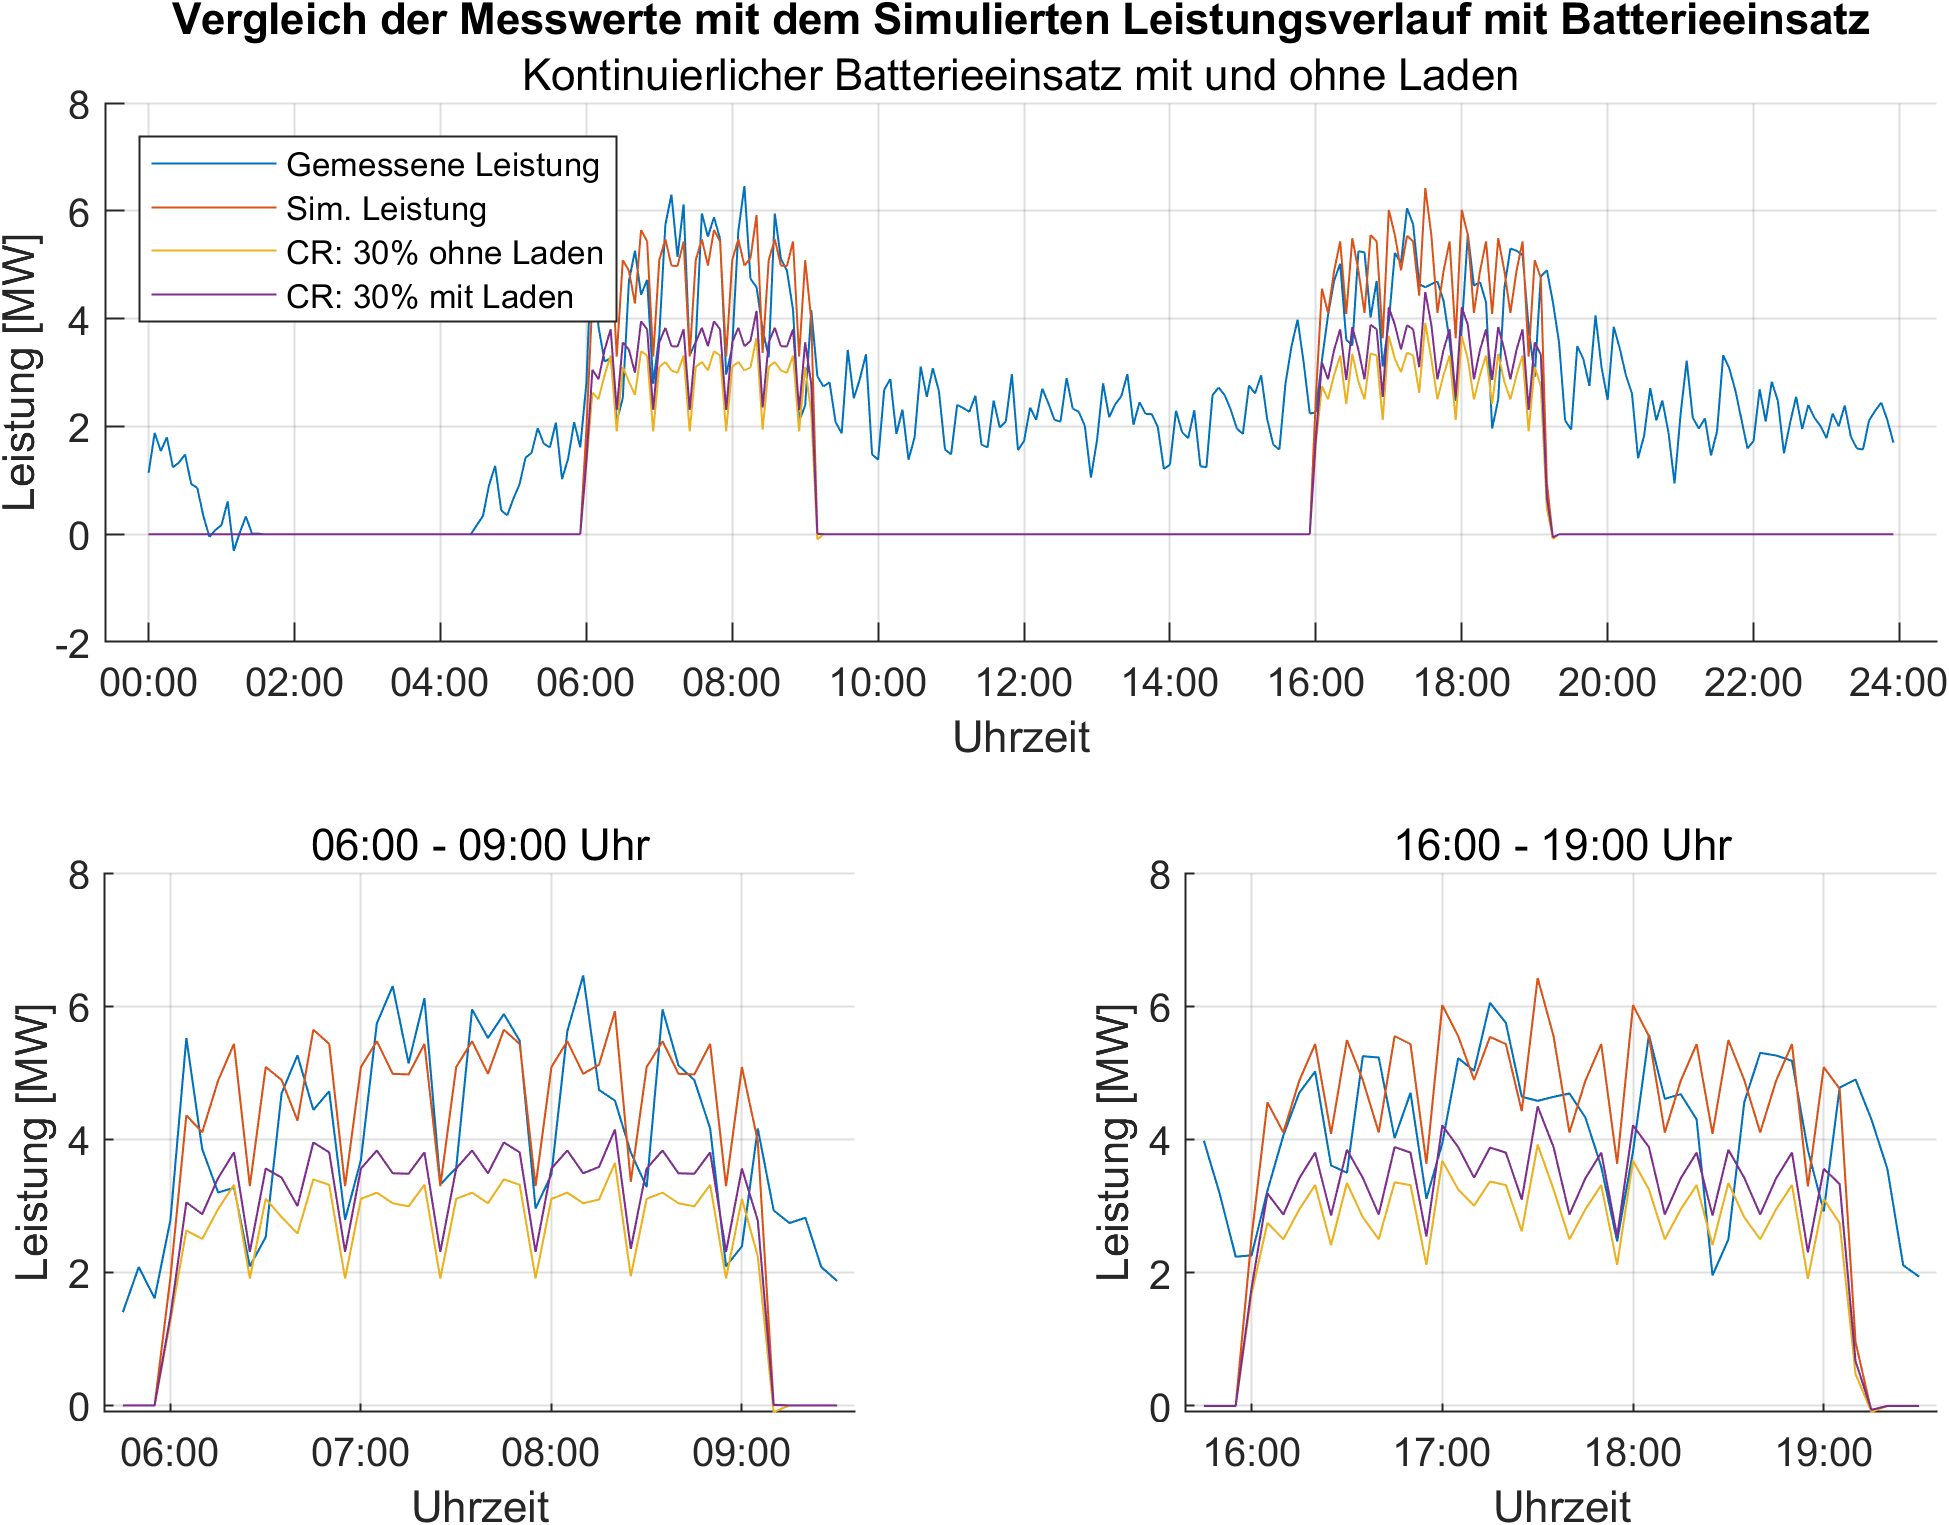 Vergleich der Messwerte mit dem Simulierten Leistungsverlauf mit Batterieeinsatz
Kontinuierlicher Batterieeinsatz mit und ohne Laden
Leistung [MW]
8
6
4
2
0
-2
Gemessene Leistung
Sim. Leistung
CR: 30% ohne Laden
CR: 30% mit Laden
00:00 02:00 04:00 06:00 08:00 10:00 12:00 14:00 16:00 18:00 20:00 22:00 24:00
Uhrzeit
06:00 - 09:00 Uhr
Leistung [MW]
8
6
4
2
0
06:00 07:00 08:00 09:00
Uhrzeit
16:00 - 19:00 Uhr
Leistung [MW]
8
6
4
2
0
16:00 17:00 18:00 19:00
Uhrzeit